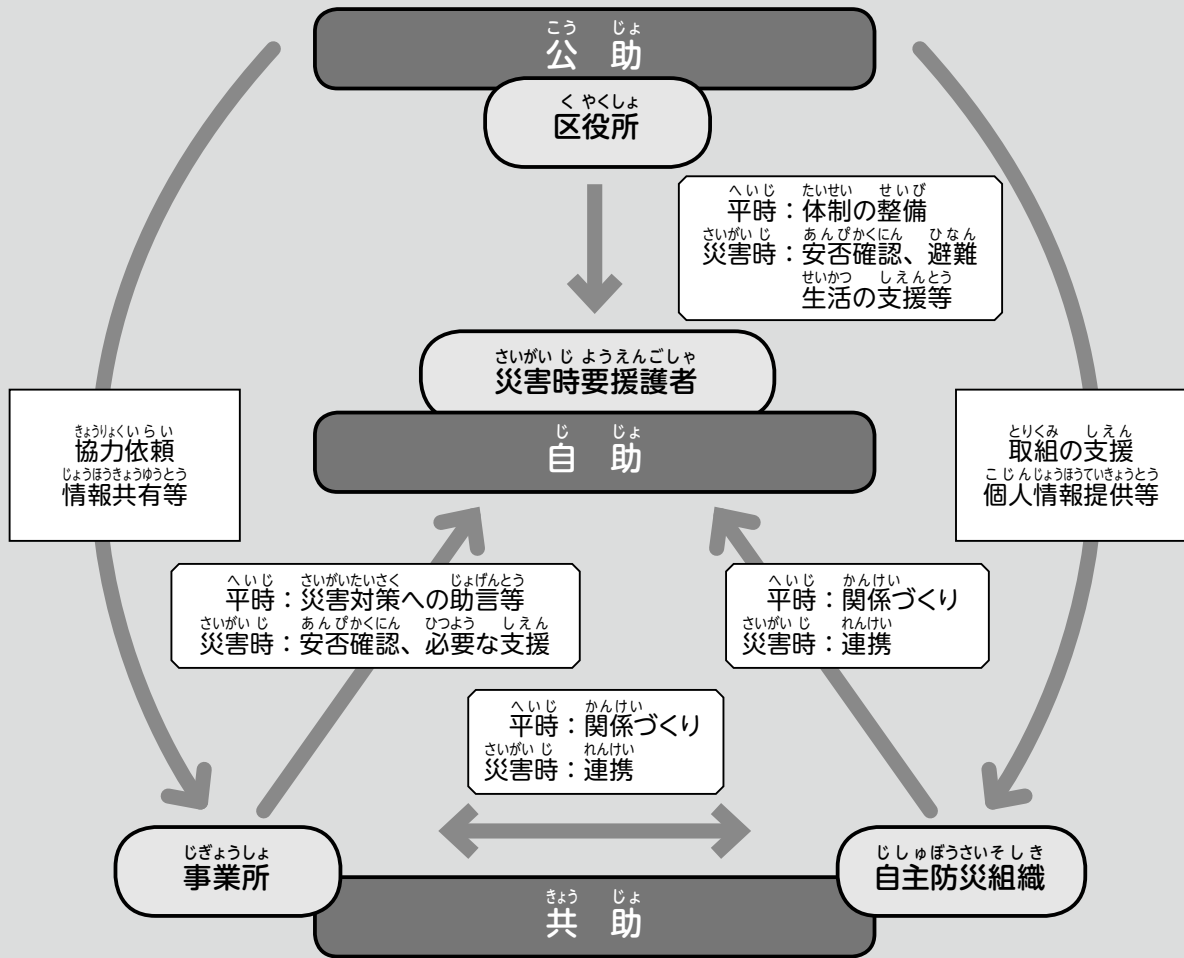 こう じょ
公 助
く やくしょ
区役所
へいじ たいせい せいび
平時：体制の整備
さいがい じ あんぴかくにん ひなん
災害時：安否確認、避難
せいかつ しえんとう
生活の支援等
さいがい じ ようえんごしゃ
災害時要援護者
じ じょ
自 助
きょうりょくいらい
協力依頼
じょうほうきょうゆうとう
情報共有等
とりくみ しえん
取組の支援
こじんじょうほうていきょうとう
個人情報提供等
へいじ さいがいたいさく じょげんとう
平時：災害対策への助言等
さいがい じ あんぴかくにん ひつよう しえん
災害時：安否確認、必要な支援
へいじ かんけい
平時：関係づくり
さいがい じ れんけい
災害時：連携
へいじ かんけい
平時：関係づくり
さいがい じ れんけい
災害時：連携
じぎょうしょ
事業所
じしゅぼうさいそしき
自主防災組織
きょう じょ
共 助